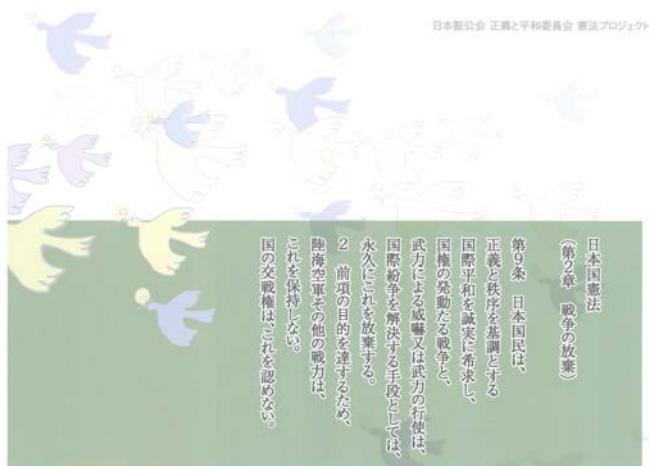 日本聖公会 正義と平和委員会 憲法プロジェクト
日本国憲法
(第2章 戦争の放棄)
第9条 日本国民は、
正義と秩序を基調とする
国際平和を誠実に希求し、
国権の発動たる戦争と、
武力による威嚇又は武力の行使は、
国際紛争を解決する手段としては、
永久にこれを放棄する。
2 前項の目的を達するため、
陸海空軍その他の戦力は、
これを保持しない。
国の交戦権は、これを認めない。